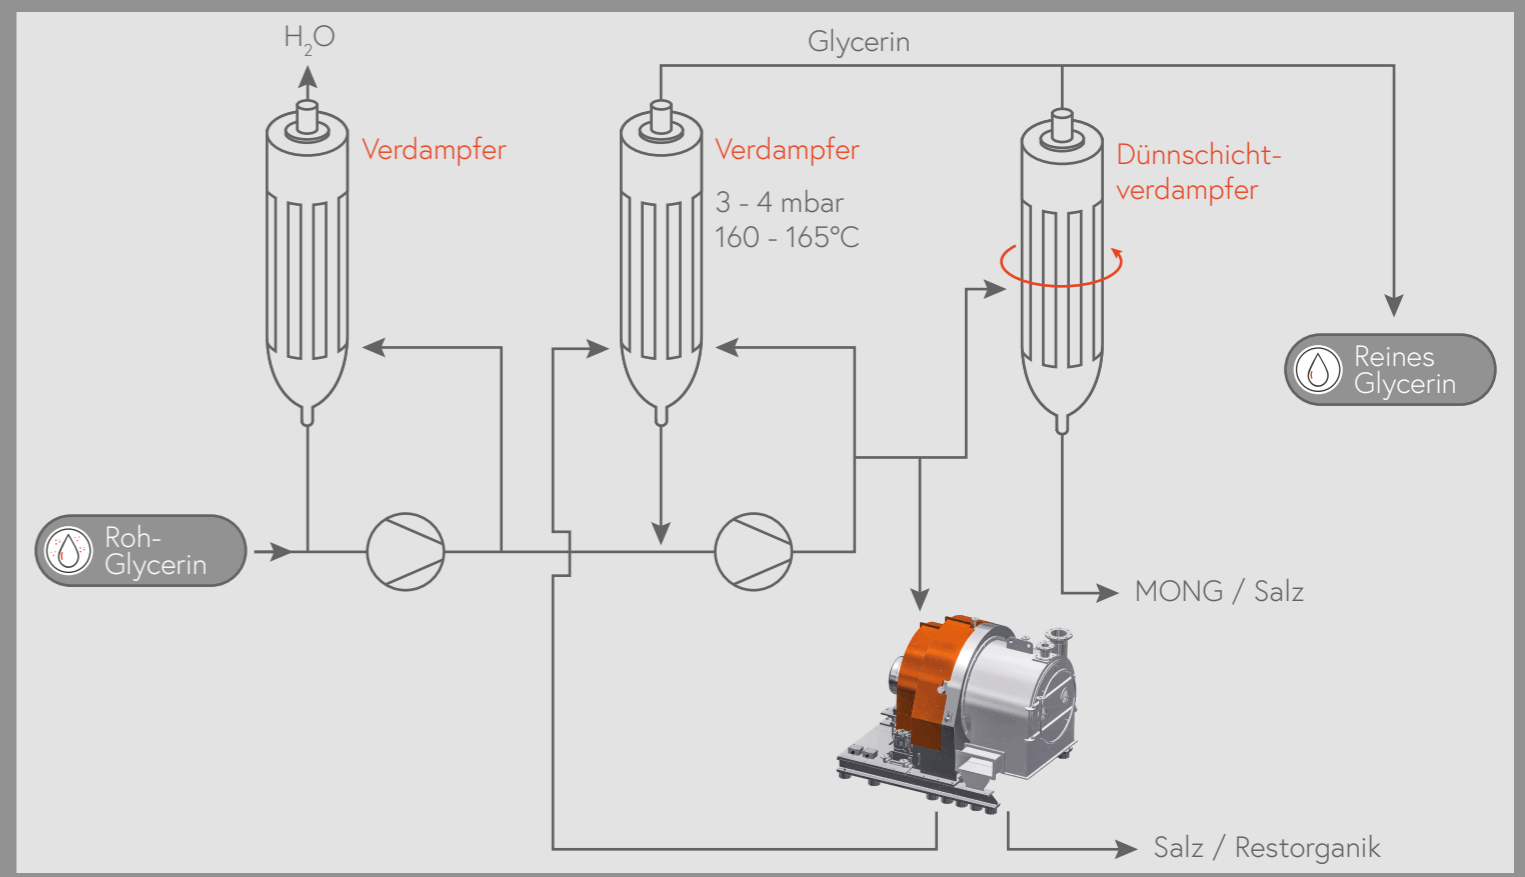 H₂O
Glycerin
Verdampfer
Verdampfer
3 - 4 mbar
160 - 165°C
Dünnschicht-
verdampfer
Reines
Glycerin
Roh-
Glycerin
MONG / Salz
Salz / Restorganik